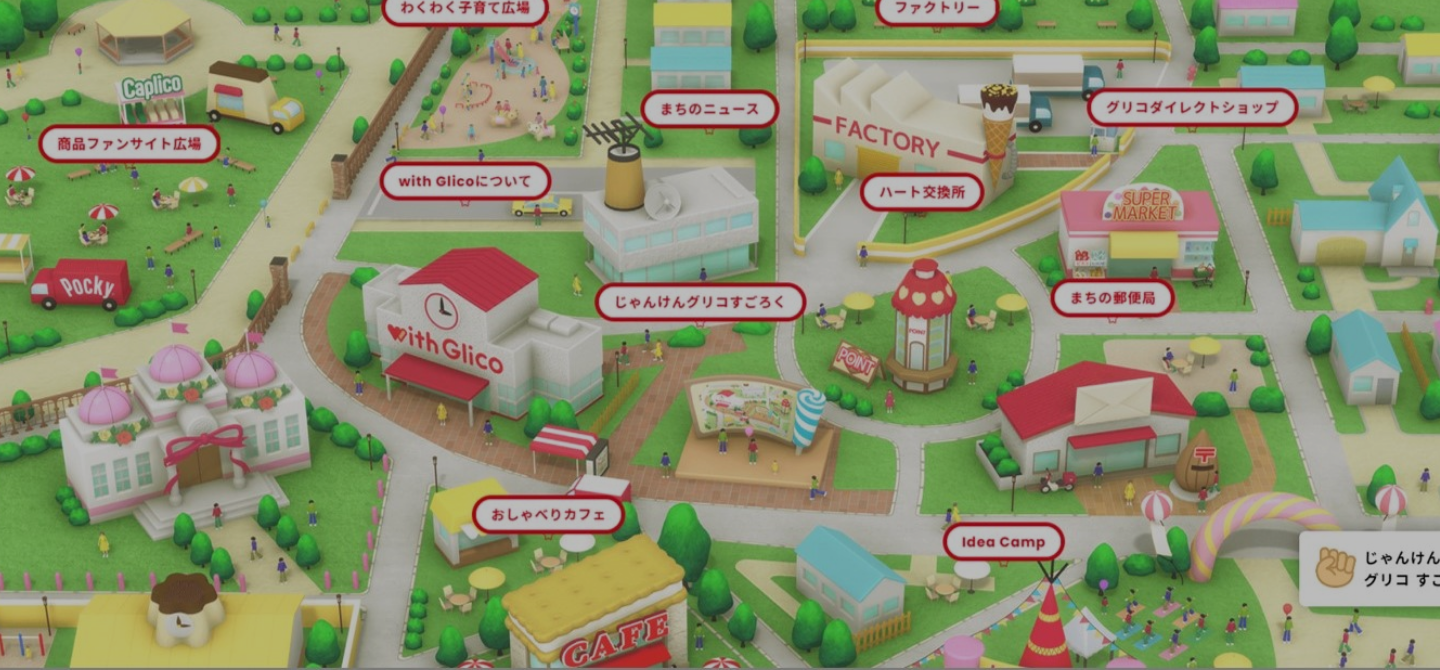 わくわく子育て広場
ファクトリー
Caplico
まちのニュース
グリコダイレクトショップ
商品ファンサイト広場
FACTORY
with Glicoについて
ハート交換所
SUPER
MARKET
Pocky
じゃんけんグリコすごろく
まちの郵便局
with Glico
POINT
POINT
〒
おしゃべりカフェ
Idea Camp
じゃんけん
グリコ すご
CAFE